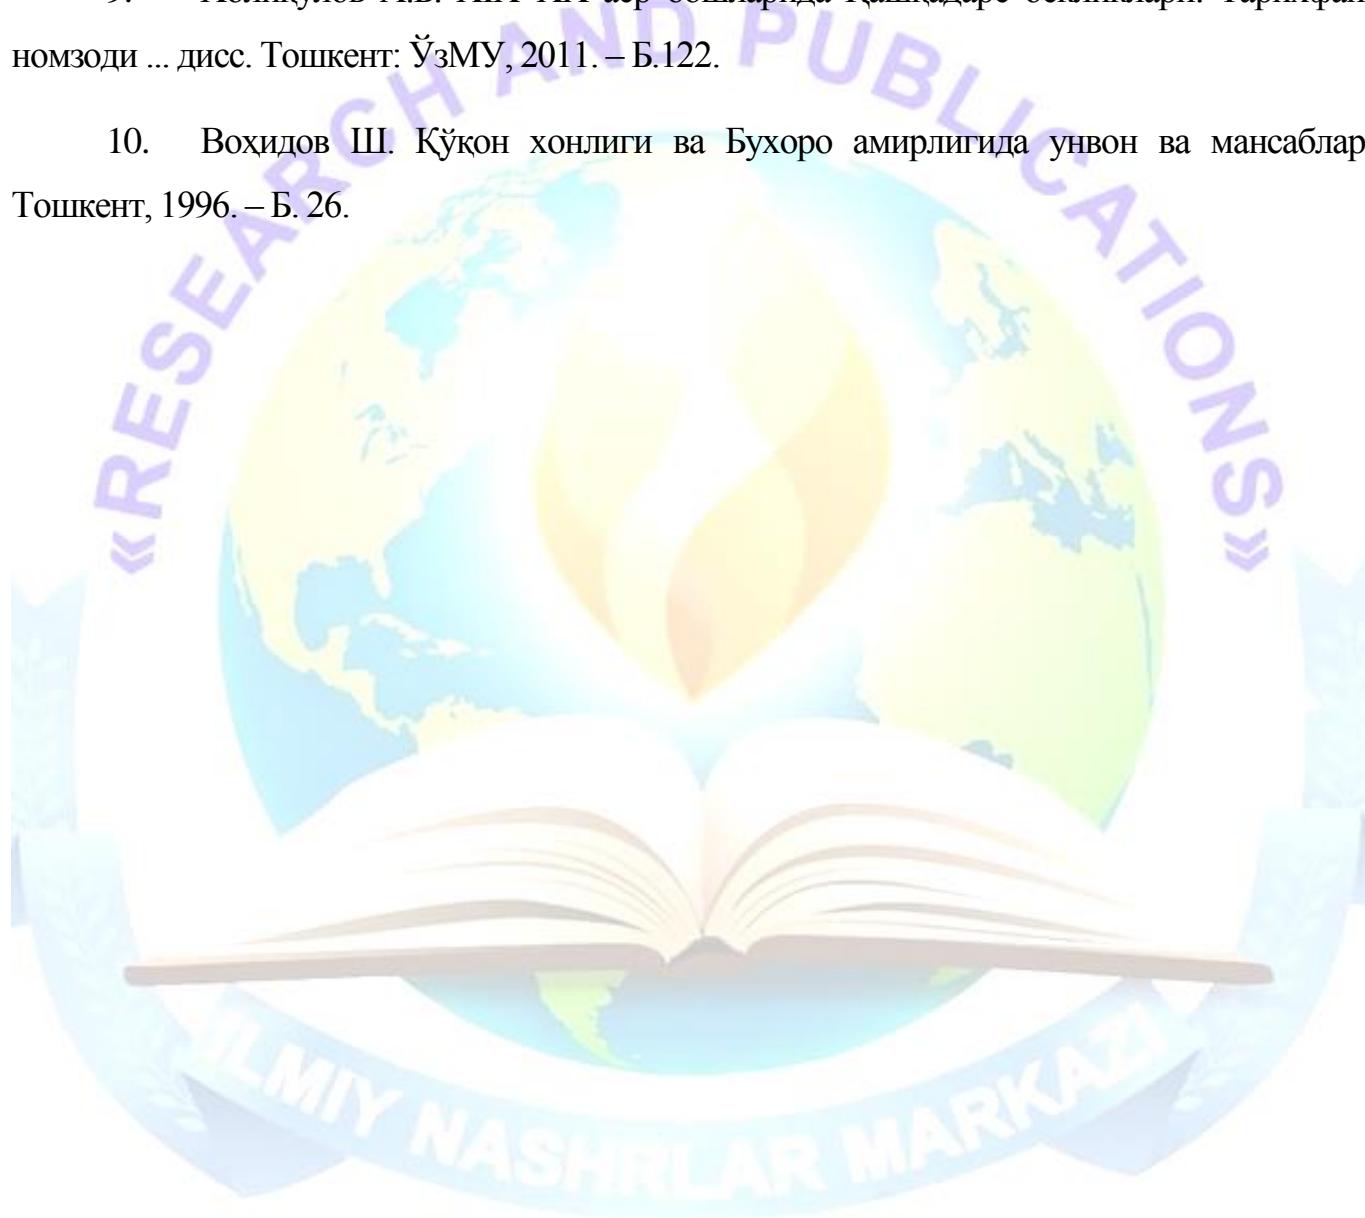 номзоди ... дисс. Тошкент: ЎзМУ, 2011. – Б.122.
10. Воҳидов Ш. Қўқон хонлиги ва Бухоро амирлигида унвон ва мансаблар
Тошкент, 1996. – Б. 26.
«RESEARCH AND PUBLICATIONS»
ILMIY NASHRLAR MARKAZI